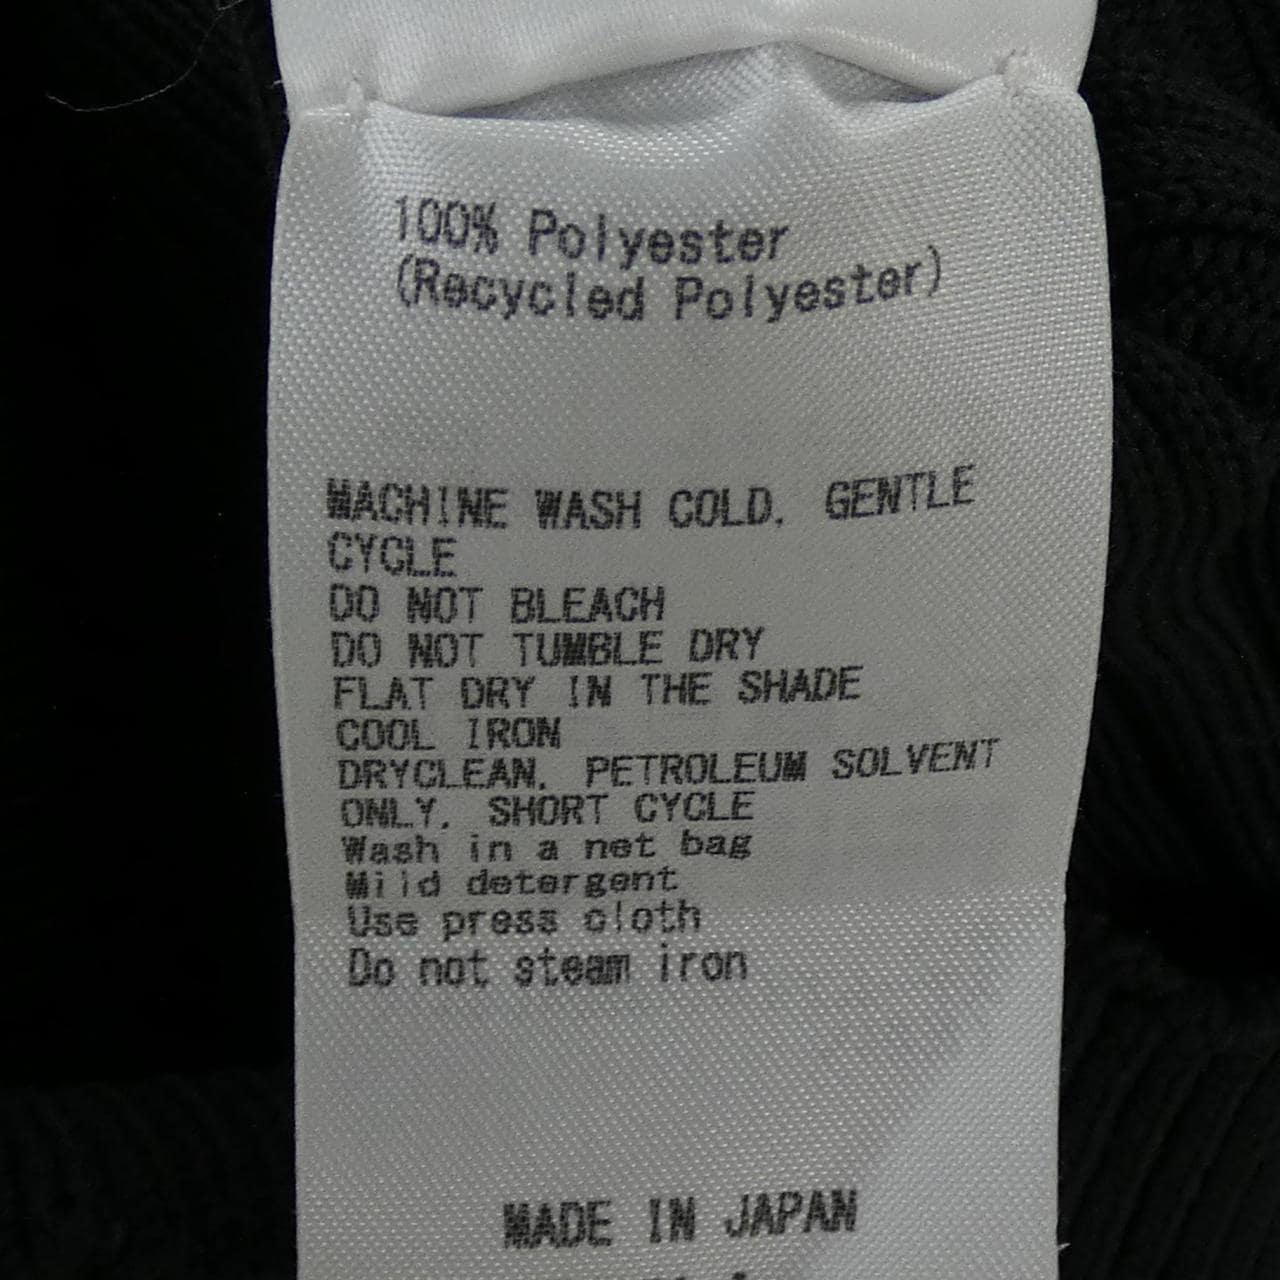 100% Polyester
(Recycled Polyester)
MACHINE WASH COLD, GENTLE
CYCLE
DO NOT BLEACH
DO NOT TUMBLE DRY
FLAT DRY IN THE SHADE
COOL IRON
DRYCLEAN, PETROLEUM SOLVENT
ONLY, SHORT CYCLE
Wash in a net bag
Mild detergent
Use press cloth
Do not steam iron
MADE IN JAPAN